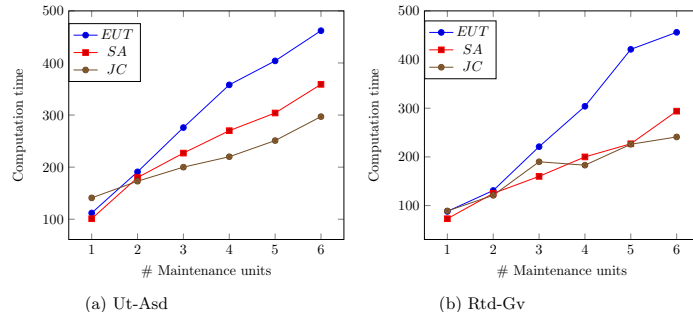 500
400
300
200
100
Computation time
EUT
SA
JC
1 2 3 4 5 6
# Maintenance units
(a) Ut-Asd
500
400
300
200
100
Computation time
EUT
SA
JC
1 2 3 4 5 6
# Maintenance units
(b) Rtd-Gv